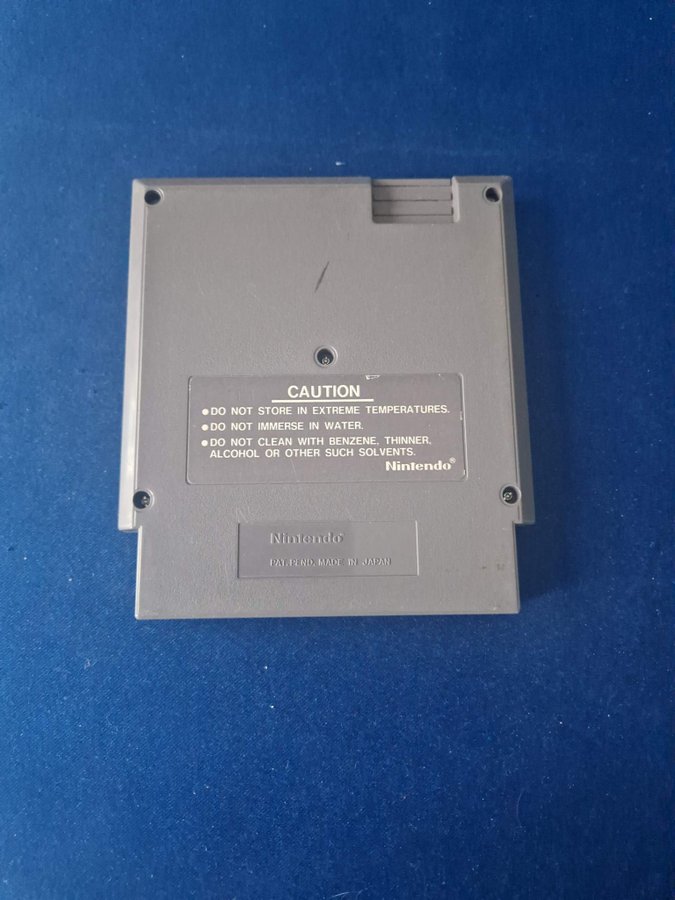 CAUTION
●DO NOT STORE IN EXTREME TEMPERATURES.
●DO NOT IMMERSE IN WATER.
●DO NOT CLEAN WITH BENZENE, THINNER,
ALCOHOL OR OTHER SUCH SOLVENTS.
Nintendo®
Nintendo®
PAT. PEND. MADE IN JAPAN